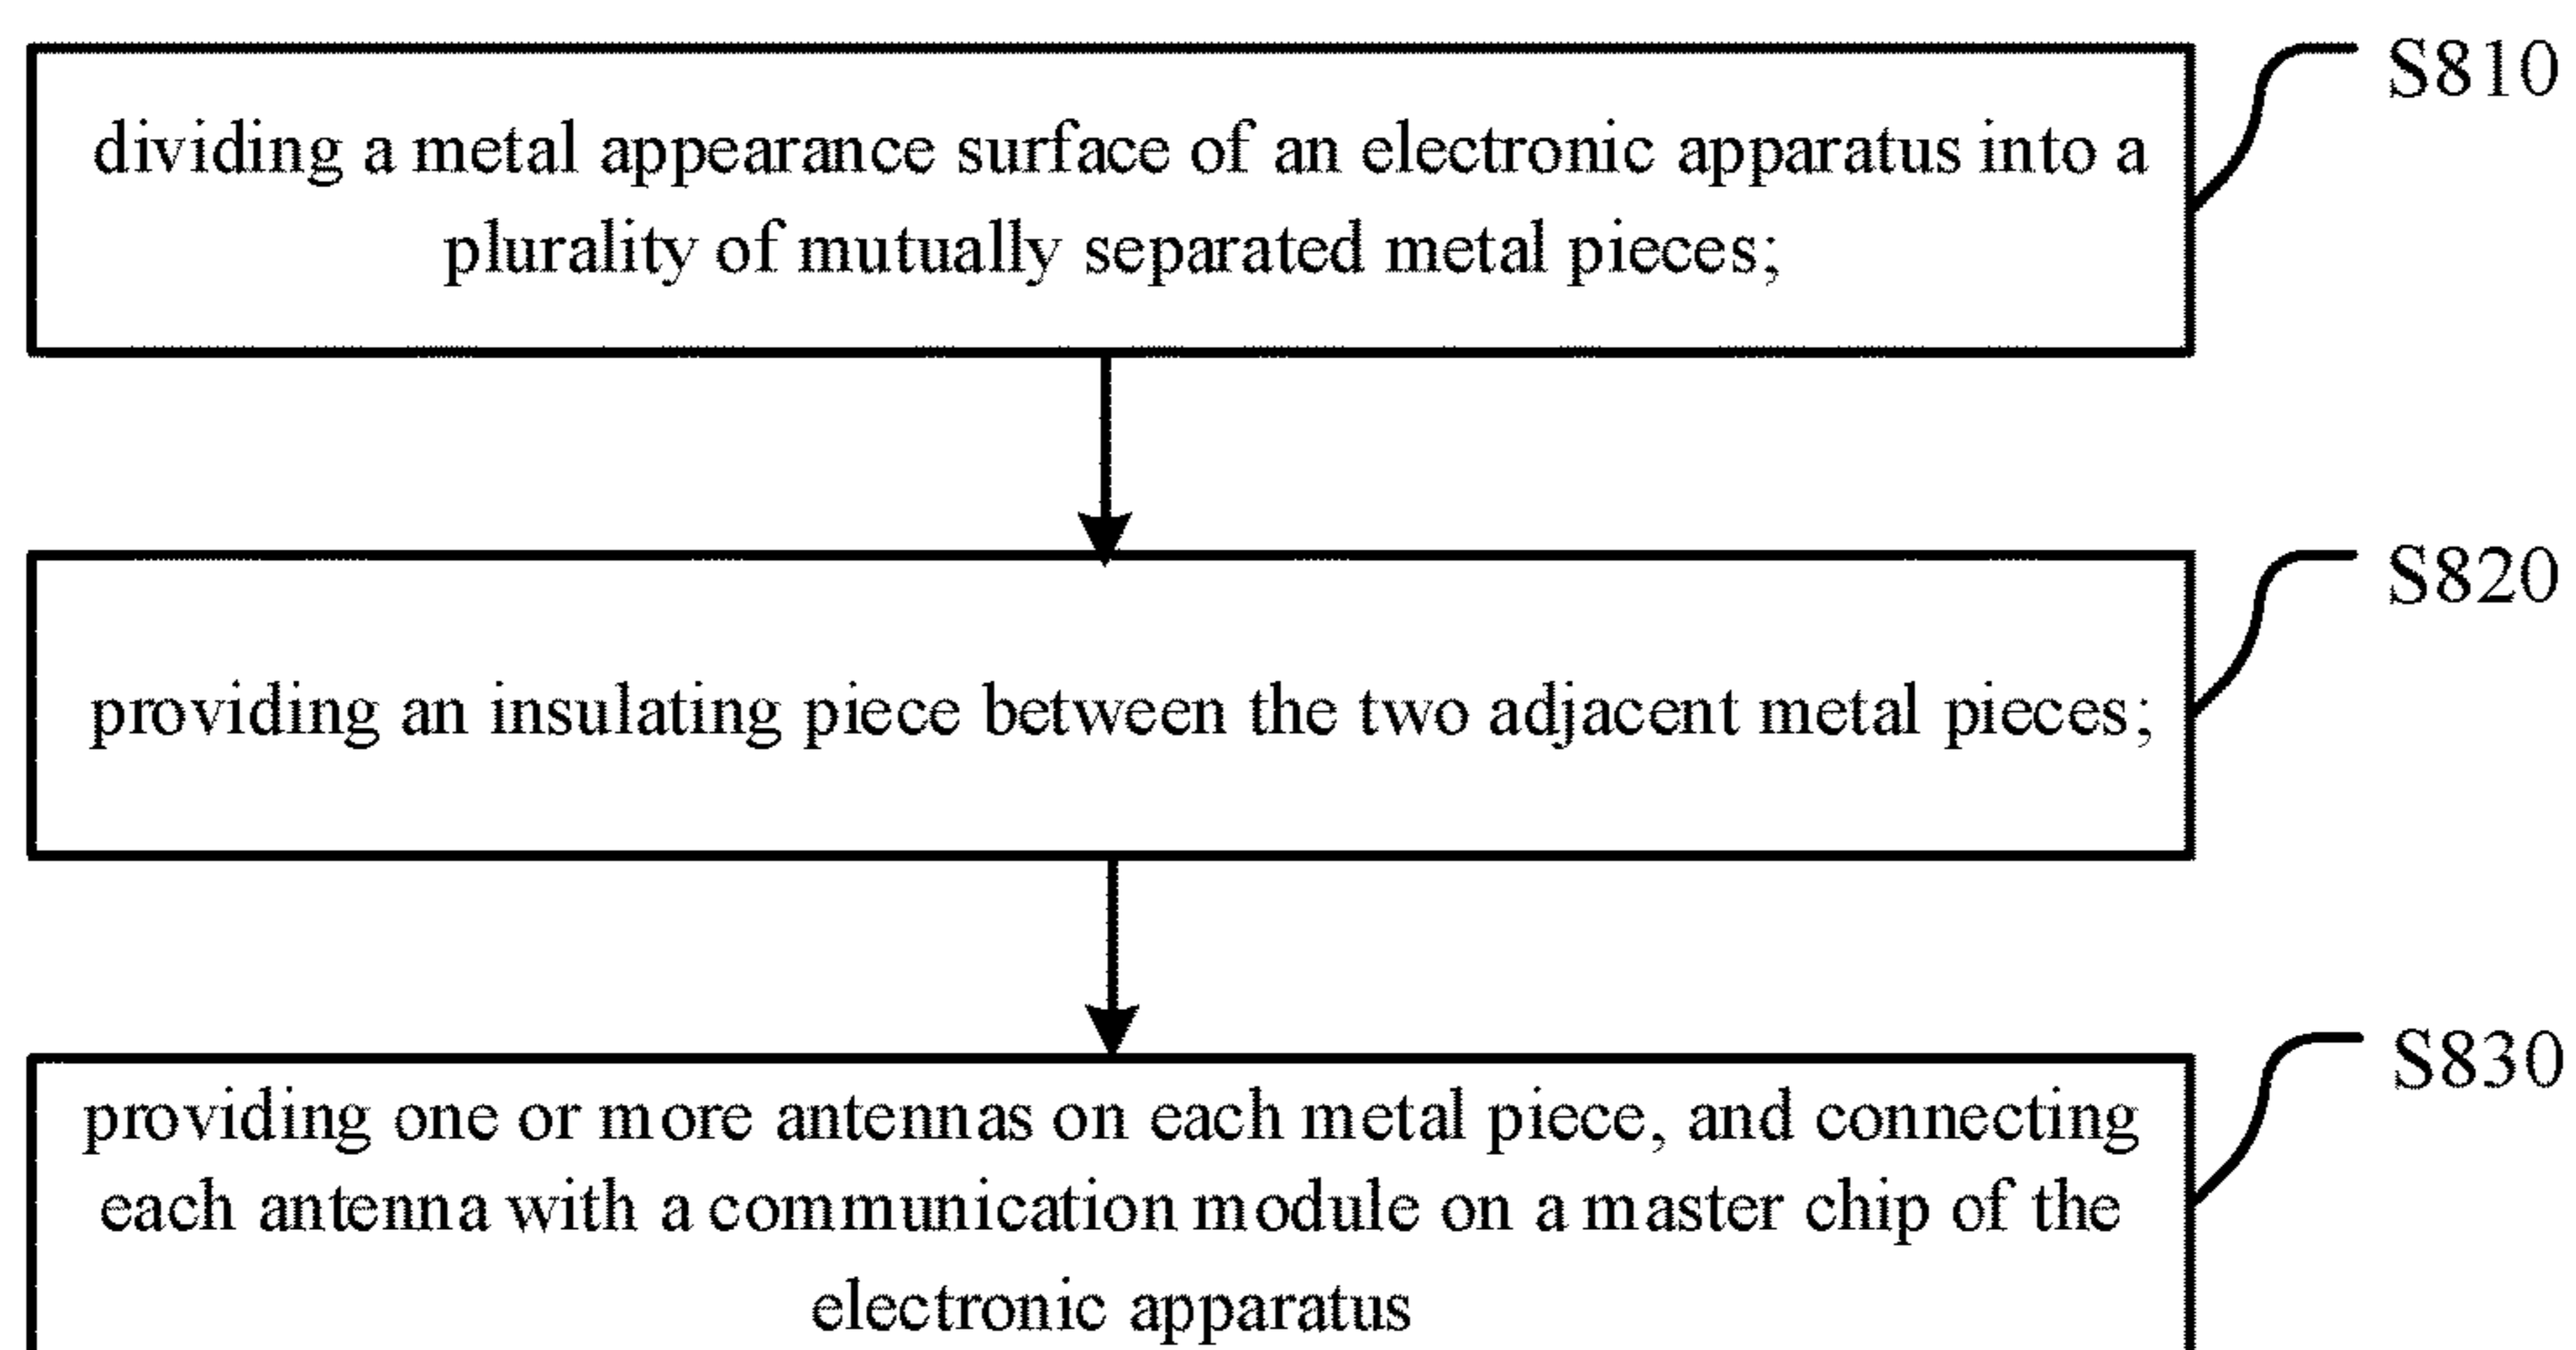 S810
dividing a metal appearance surface of an electronic apparatus into a
plurality of mutually separated metal pieces;
S820
providing an insulating piece between the two adjacent metal pieces;
S830
providing one or more antennas on each metal piece, and connecting
each antenna with a communication module on a master chip of the
electronic apparatus